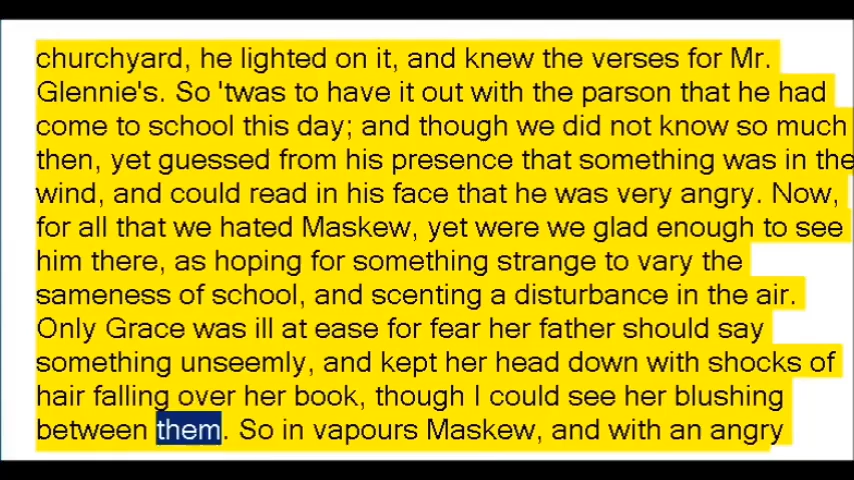 churchyard, he lighted on it, and knew the verses for Mr.
Glennie's. So 'twas to have it out with the parson that he had
come to school this day; and though we did not know so much
then, yet guessed from his presence that something was in the
wind, and could read in his face that he was very angry. Now,
for all that we hated Maskew, yet were we glad enough to see
him there, as hoping for something strange to vary the
sameness of school, and scenting a disturbance in the air.
Only Grace was ill at ease for fear her father should say
something unseemly, and kept her head down with shocks of
hair falling over her book, though I could see her blushing
between them. So in vapours Maskew, and with an angry